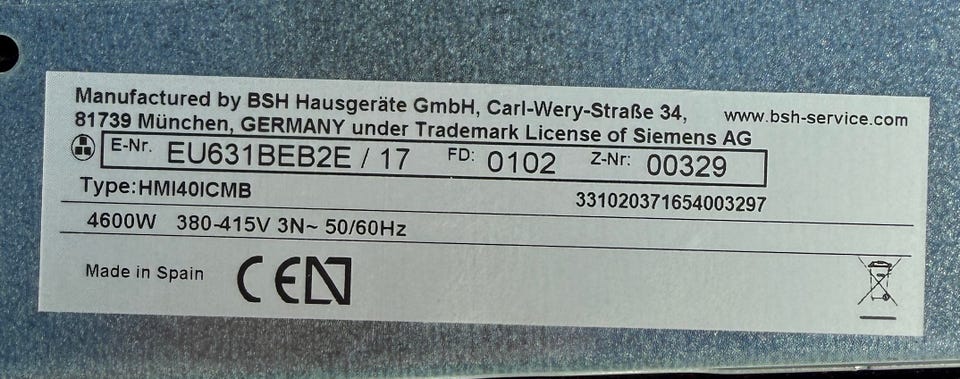 Manufactured by BSH Hausgeräte GmbH, Carl-Wery-Straße 34, www.bsh-service.com
81739 München, GERMANY under Trademark License of Siemens AG
E-Nr. EU631BEB2E / 17 FD: 0102 Z-Nr: 00329
Type:HMI40ICMB 331020371654003297
4600W 380-415V 3N~ 50/60Hz
Made in Spain CE N